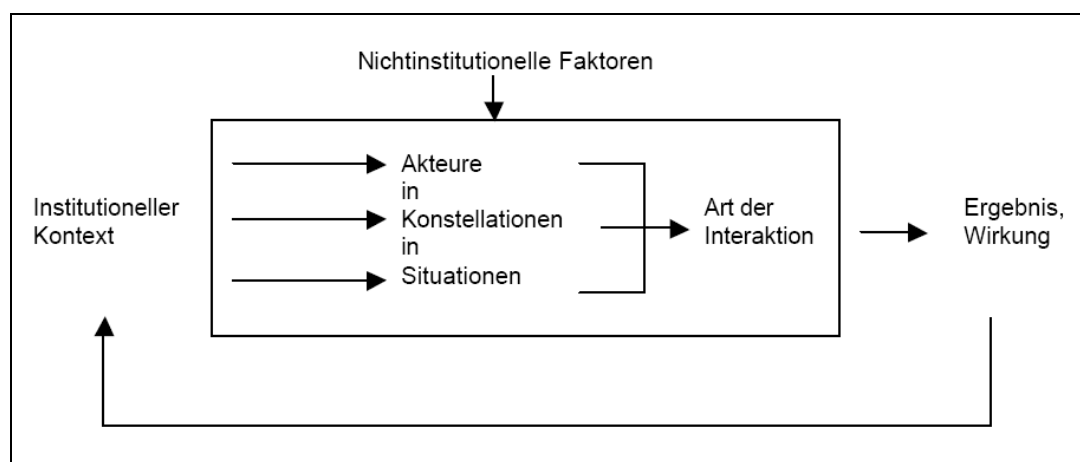 Nichtinstitutionelle Faktoren
Institutioneller
Kontext
Akteure
in
Konstellationen
in
Situationen
Art der
Interaktion
Ergebnis,
Wirkung